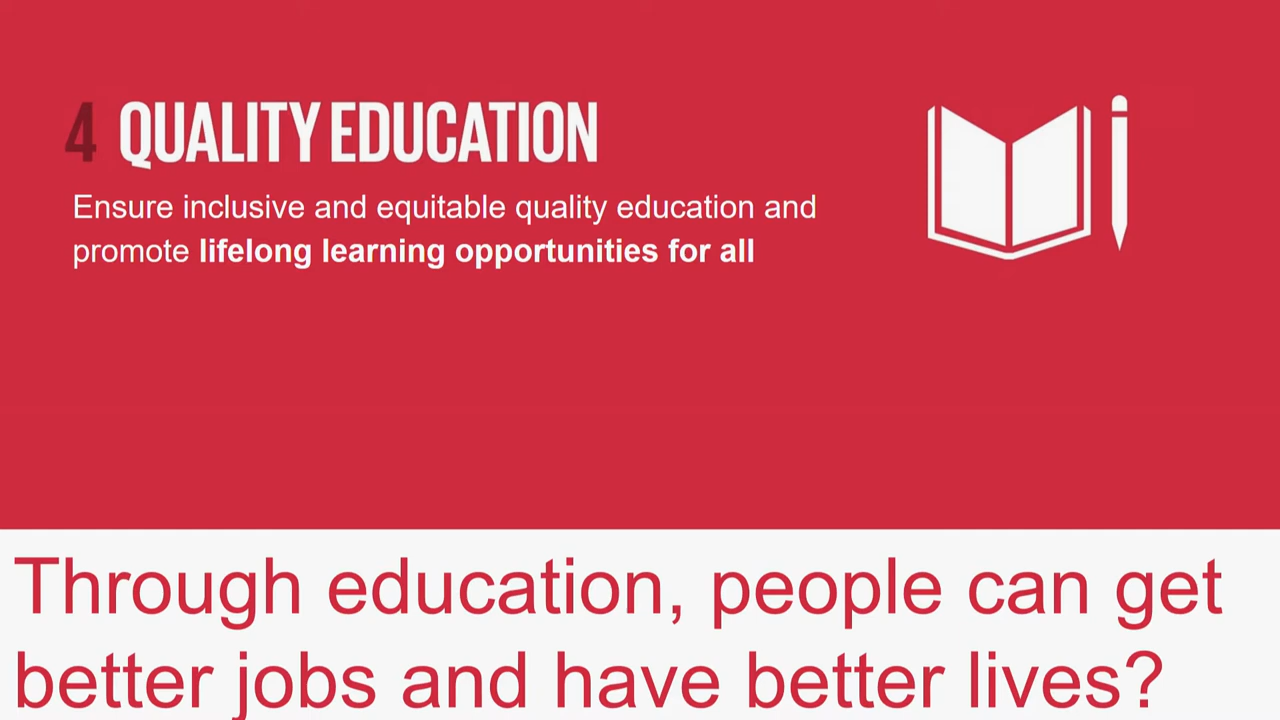 4 QUALITY EDUCATION
Ensure inclusive and equitable quality education and
promote lifelong learning opportunities for all
Through education, people can get
better jobs and have better lives?